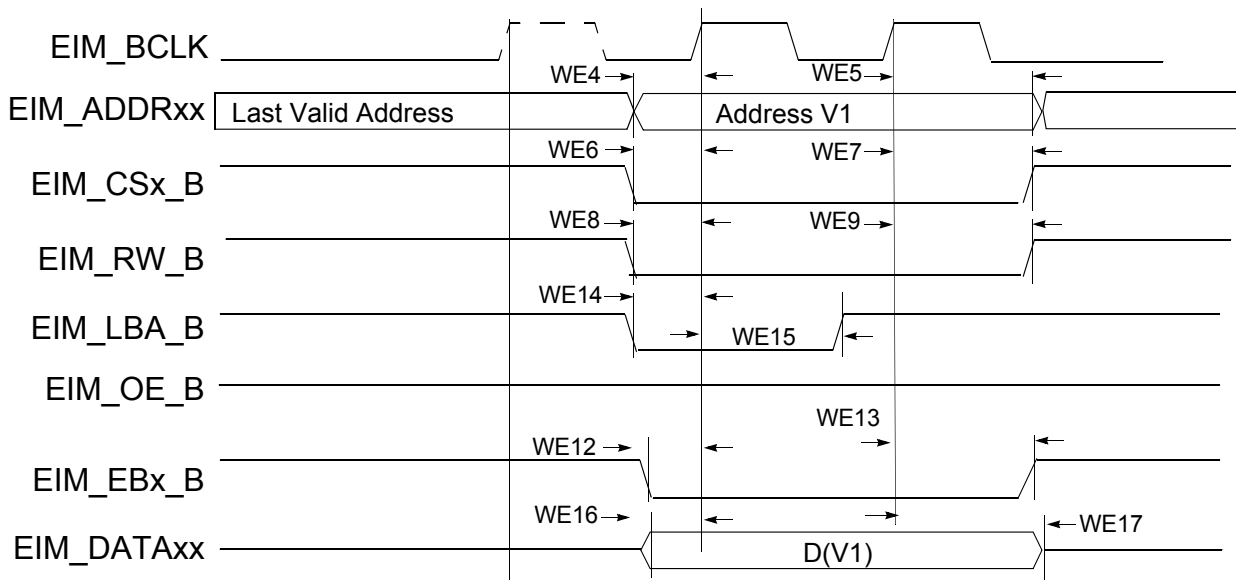 EIM_BCLK
WE4 WE5
EIM_ADDRxx Last Valid Address Address V1
WE6 WE7
EIM_CSx_B
WE8 WE9
EIM_RW_B
WE14
EIM_LBA_B WE15
EIM_OE_B
WE13
WE12
EIM_EBx_B
WE16 WE17
EIM_DATAxx D(V1)